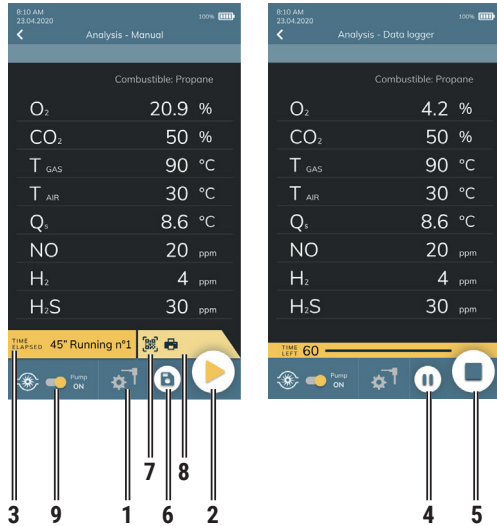 8:10 AM
23.04.2020
100%
Analysis - Manual
Combustible: Propane
O₂ 20.9 %
CO₂ 50 %
T GAS 90 °C
T AIR 30 °C
Qs 8.6 °C
NO 20 ppm
H₂ 4 ppm
H₂S 30 ppm
TIME ELAPSED 45" Running n°1
Pump ON
3 9 1 7 6 8 2
8:10 AM
23.04.2020
100%
Analysis - Data logger
Combustible: Propane
O₂ 4.2 %
CO₂ 50 %
T GAS 90 °C
T AIR 30 °C
Qs 8.6 °C
NO 20 ppm
H₂ 4 ppm
H₂S 30 ppm
TIME LEFT 60
Pump ON
4 5